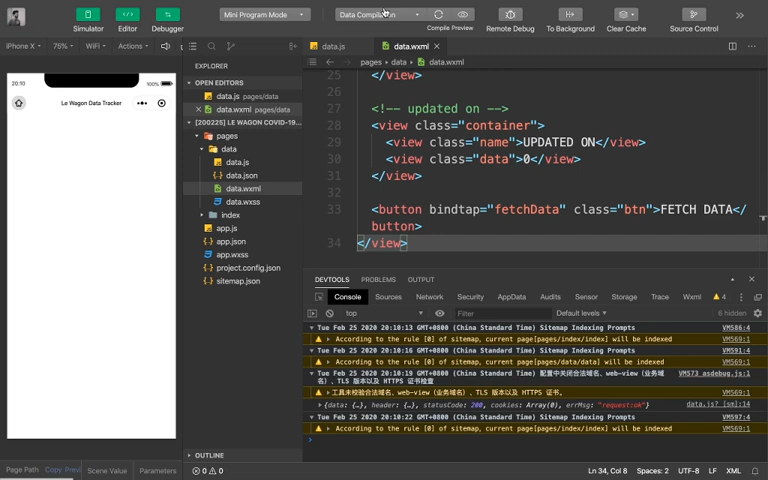 Simulator
Editor
Debugger
Mini Program Mode
Data Compilation
Compile Preview
Remote Debug
To Background
Clear Cache
Source Control
iPhone X
75%
WiFi
Actions
data.js
data.wxml
20:10
100%
Le Wagon Data Tracker
EXPLORER
OPEN EDITORS
data.js pages/data
data.wxml pages/data
[200225] LE WAGON COVID-19...
pages
data
data.js
data.json
data.wxml
data.wxss
index
app.js
app.json
app.wxss
project.config.json
sitemap.json
OUTLINE
pages data data.wxml
25 </view>
26
27 <!-- updated on -->
28 <view class="container">
29 <view class="name">UPDATED ON</view>
30 <view class="data">0</view>
31 </view>
32
33 <button bindtap="fetchData" class="btn">FETCH DATA</
button>
34 </view>
DEVTOOLS PROBLEMS OUTPUT
Console Sources Network Security AppData Audits Sensor Storage Trace Wxml 4
top Filter Default levels 6 hidden
Tue Feb 25 2020 20:10:13 GMT+0800 (China Standard Time) Sitemap Indexing Prompts VM586:4
According to the rule [0] of sitemap, current page[pages/index/index] will be indexed VM569:1
Tue Feb 25 2020 20:10:16 GMT+0800 (China Standard Time) Sitemap Indexing Prompts VM591:4
According to the rule [0] of sitemap, current page[pages/data/data] will be indexed VM569:1
Tue Feb 25 2020 20:10:19 GMT+0800 (China Standard Time) 配置中关闭合法域名、web-view（业务域 VM573 asdebug.js:1
名）、TLS 版本以及 HTTPS 证书检查
工具未校验合法域名、web-view（业务域名）、TLS 版本以及 HTTPS 证书。 VM569:1
{data: {…}, header: {…}, statusCode: 200, cookies: Array(0), errMsg: "request:ok"} data.js? [sm]:14
Tue Feb 25 2020 20:10:22 GMT+0800 (China Standard Time) Sitemap Indexing Prompts VM597:4
According to the rule [0] of sitemap, current page[pages/index/index] will be indexed VM569:1
Page Path Copy Previ
Scene Value
Parameters
0 0
Ln 34, Col 8
Spaces: 2
UTF-8
LF
XML